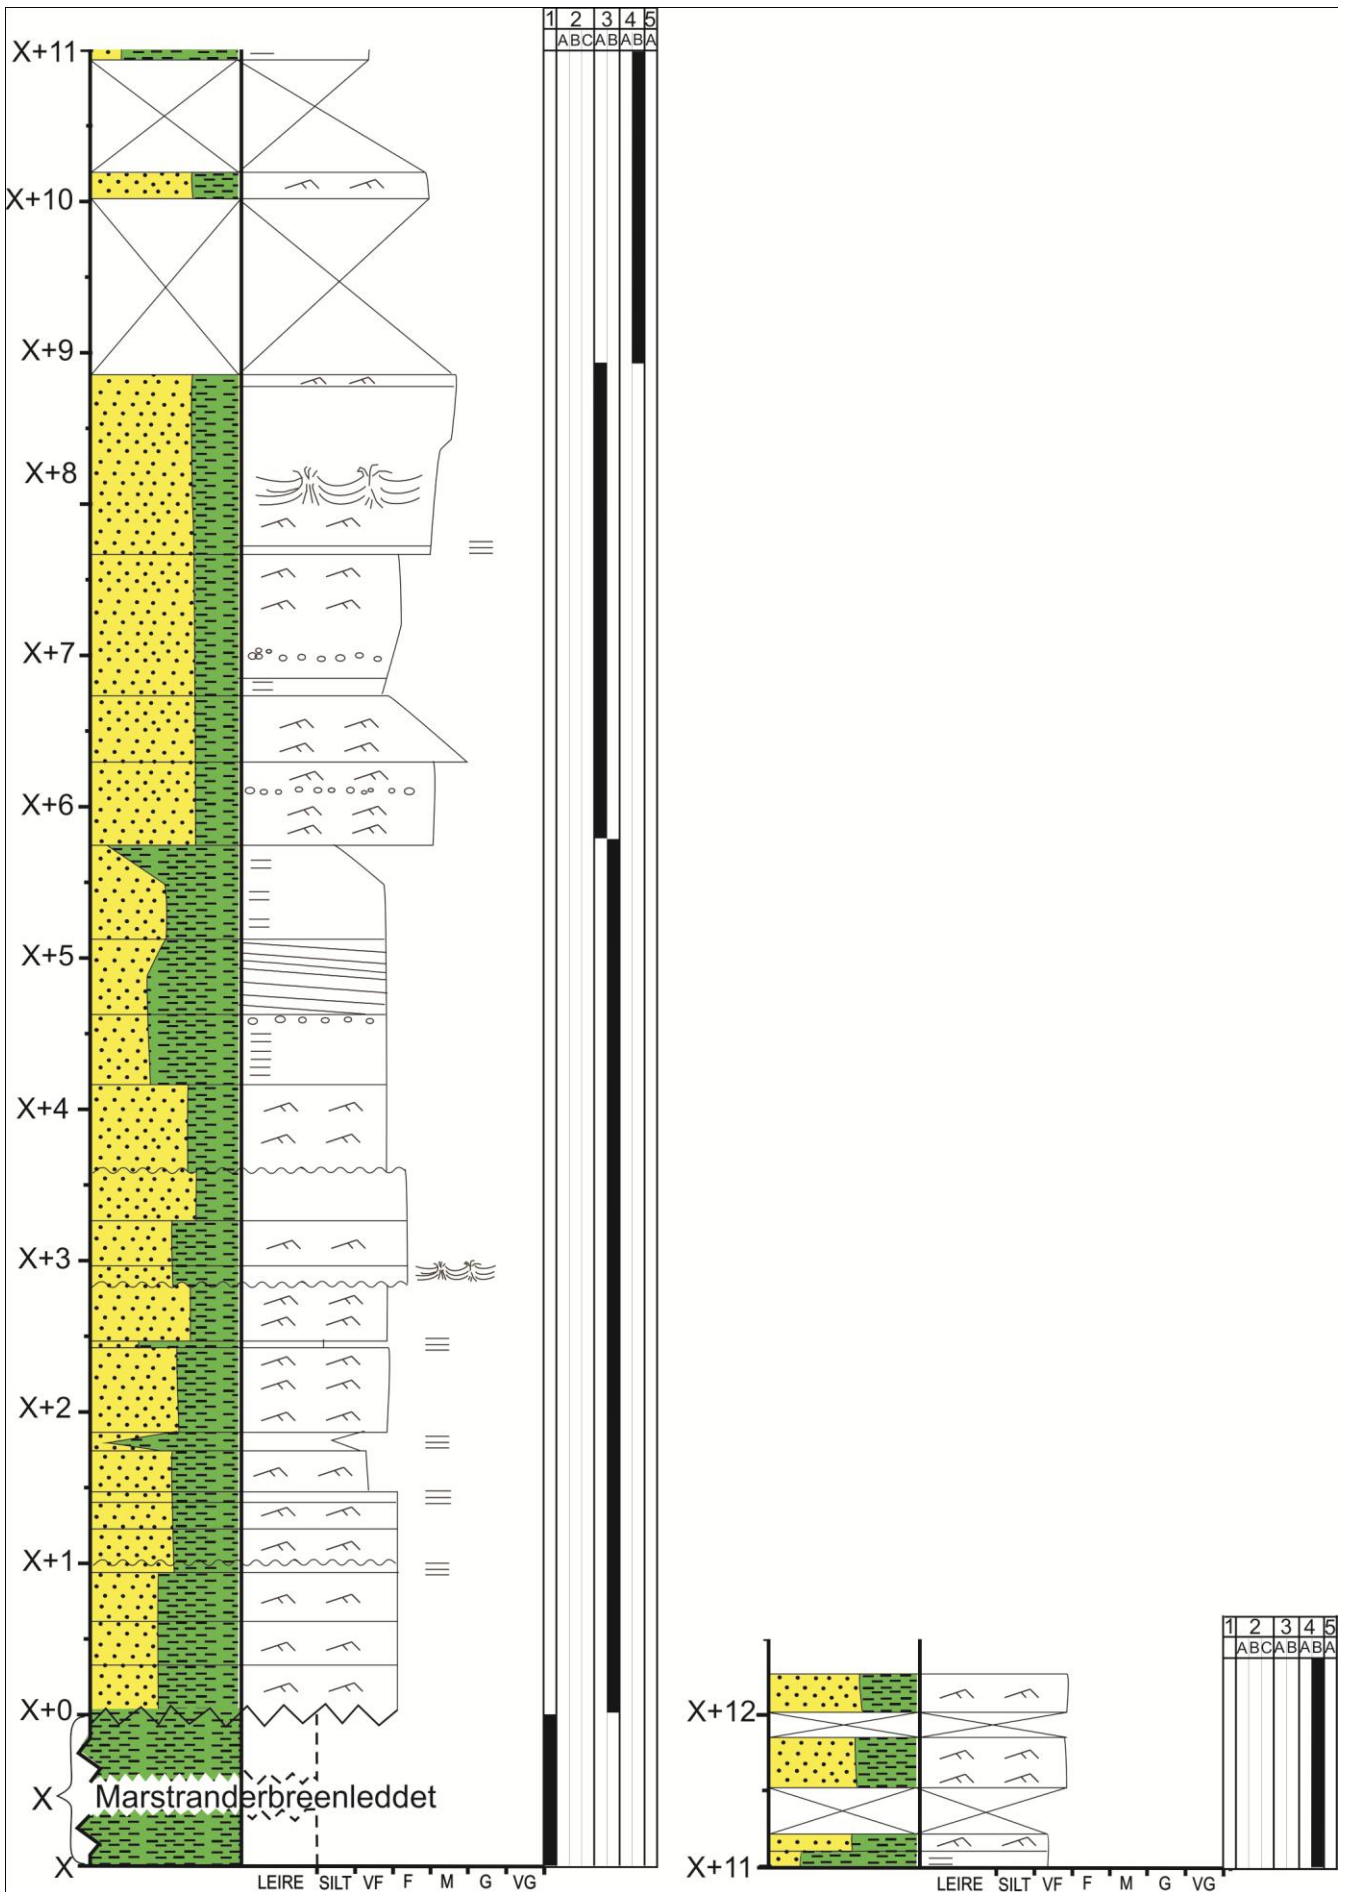 1 2 3 4 5
A B C A B A B A
X+11
X+10
X+9
X+8
X+7
X+6
X+5
X+4
X+3
X+2
X+1
X+0
X
Marstranderbreenleddet
X
LEIRE SILT VF F M G VG
1 2 3 4 5
A B C A B A B A
X+12
X+11
LEIRE SILT VF F M G VG